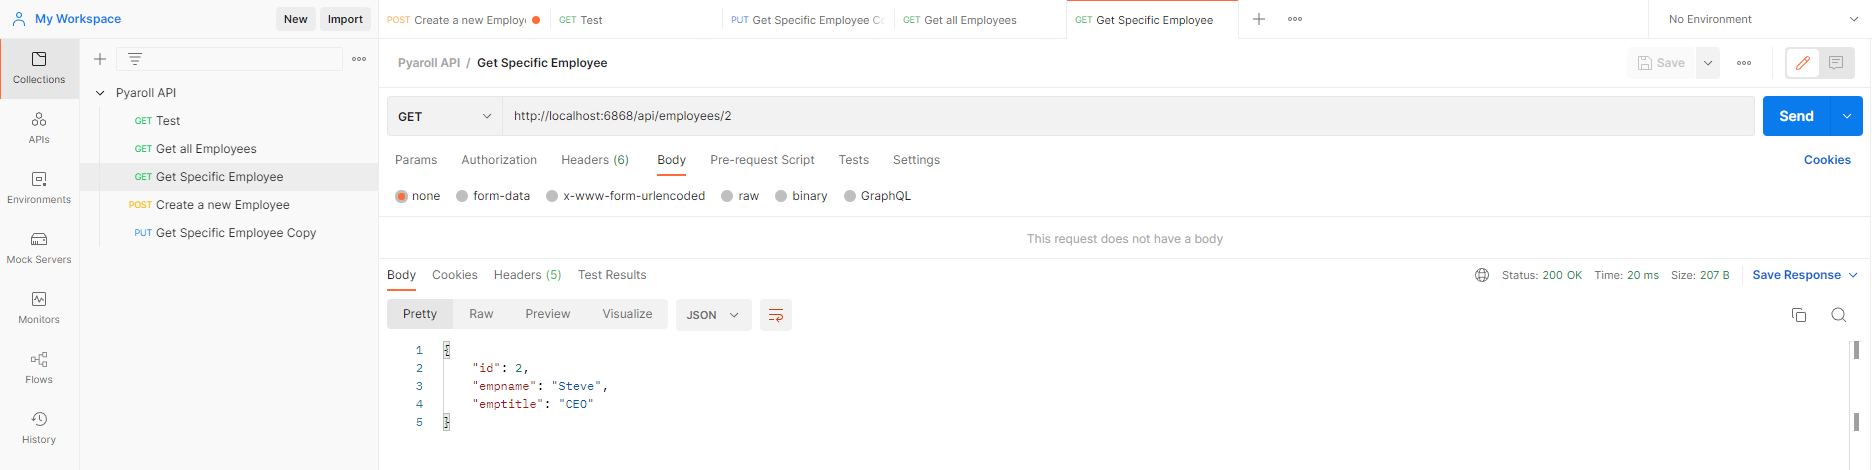 My Workspace
New
Import
POST Create a new Employe
GET Test
PUT Get Specific Employee Co
GET Get all Employees
GET Get Specific Employee
No Environment
Collections
APIs
Environments
Mock Servers
Monitors
Flows
History
Pyaroll API
GET Test
GET Get all Employees
GET Get Specific Employee
POST Create a new Employee
PUT Get Specific Employee Copy
Pyaroll API / Get Specific Employee
Save
GET
http://localhost:6868/api/employees/2
Send
Params Authorization Headers (6) Body Pre-request Script Tests Settings
Cookies
none form-data x-www-form-urlencoded raw binary GraphQL
This request does not have a body
Body Cookies Headers (5) Test Results
Status: 200 OK Time: 20 ms Size: 207 B
Save Response
Pretty Raw Preview Visualize
JSON
1 {
2 "id": 2,
3 "empname": "Steve",
4 "emptitle": "CEO"
5 }